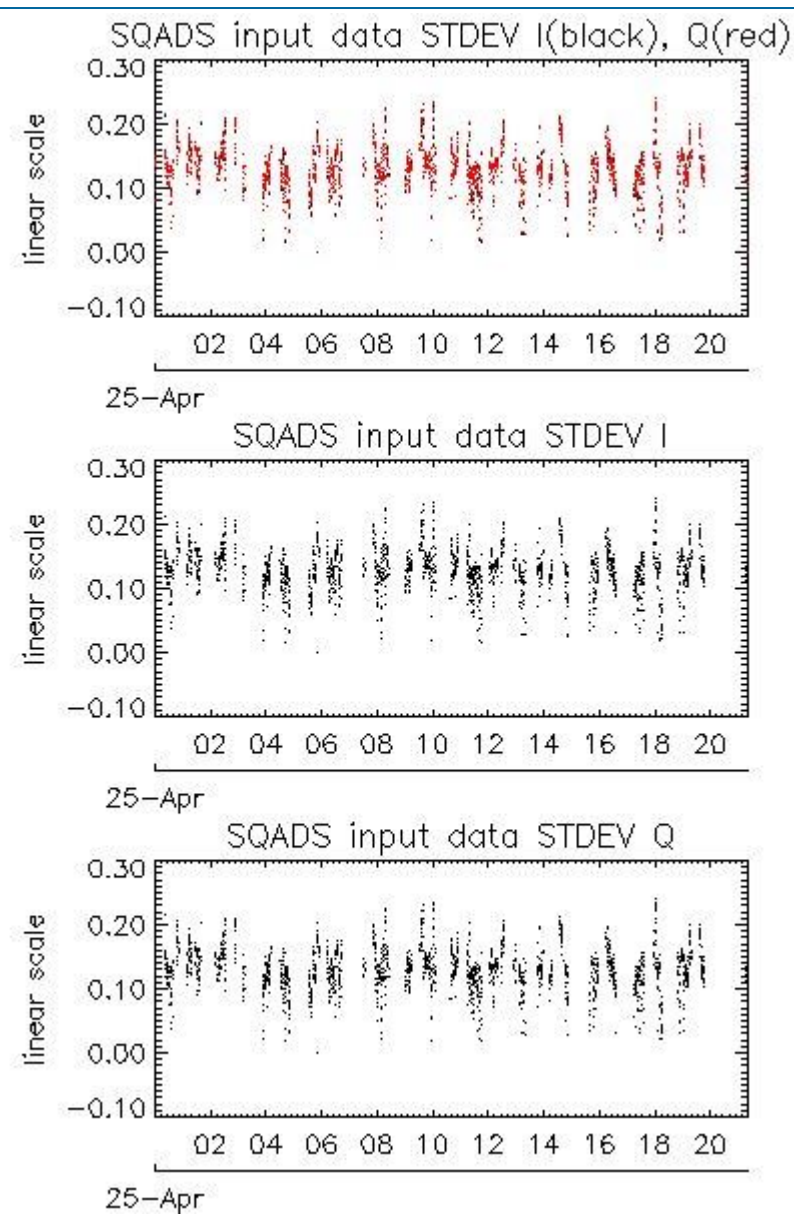 SQADS input data STDEV I(black), Q(red)
0.30
0.20
0.10
0.00
-0.10
linear scale
02 04 06 08 10 12 14 16 18 20
25-Apr
SQADS input data STDEV I
0.30
0.20
0.10
0.00
-0.10
linear scale
02 04 06 08 10 12 14 16 18 20
25-Apr
SQADS input data STDEV Q
0.30
0.20
0.10
0.00
-0.10
linear scale
02 04 06 08 10 12 14 16 18 20
25-Apr